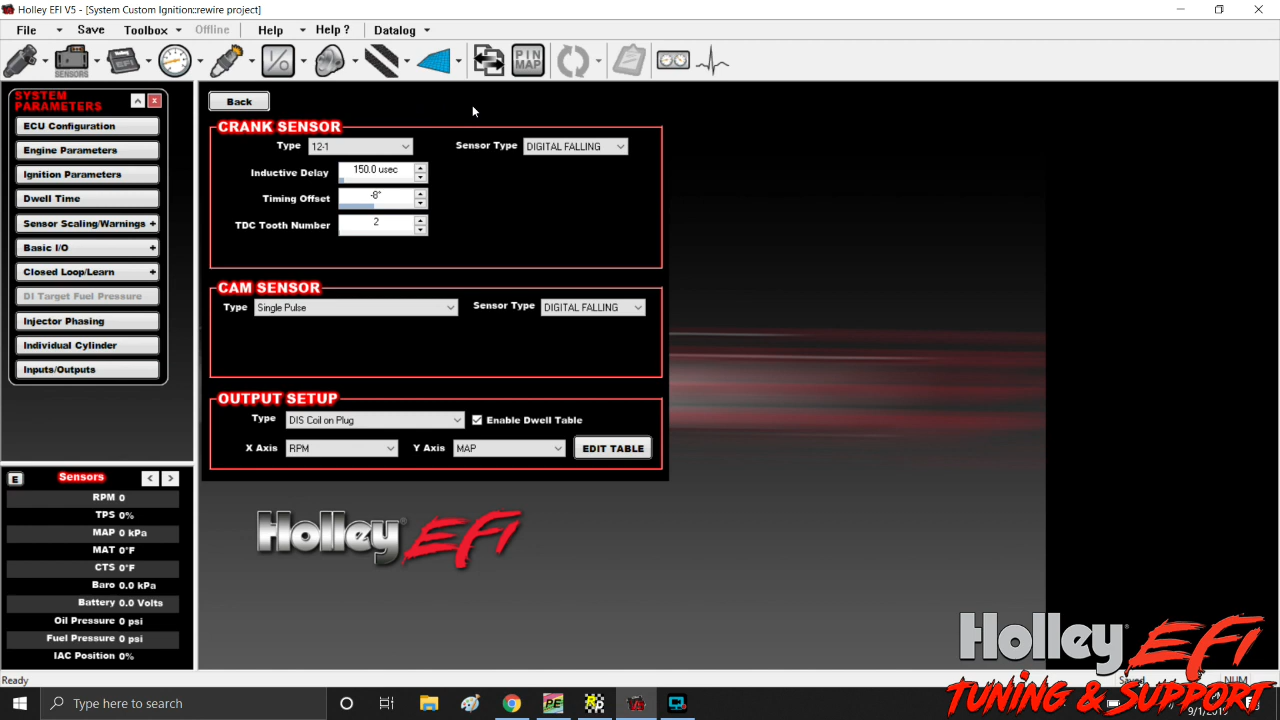 Holley EFI V5 - [System Custom Ignition::rewire project]
File Save Toolbox Offline Help Help ? Datalog
SENSORS EFI PIN MAP
SYSTEM PARAMETERS
ECU Configuration
Engine Parameters
Ignition Parameters
Dwell Time
Sensor Scaling/Warnings +
Basic I/O +
Closed Loop/Learn +
DI Target Fuel Pressure
Injector Phasing
Individual Cylinder
Inputs/Outputs
Back
CRANK SENSOR
Type 12-1 Sensor Type DIGITAL FALLING
Inductive Delay 150.0 usec
Timing Offset -8°
TDC Tooth Number 2
CAM SENSOR
Type Single Pulse Sensor Type DIGITAL FALLING
OUTPUT SETUP
Type DIS Coil on Plug Enable Dwell Table
X Axis RPM Y Axis MAP EDIT TABLE
E Sensors < >
RPM 0
TPS 0%
MAP 0 kPa
MAT 0°F
CTS 0°F
Baro 0.0 kPa
Battery 0.0 Volts
Oil Pressure 0 psi
Fuel Pressure 0 psi
IAC Position 0%
Holley® EFI
Holley® EFI
TUNING & SUPPORT
Ready NUM
Type here to search PE